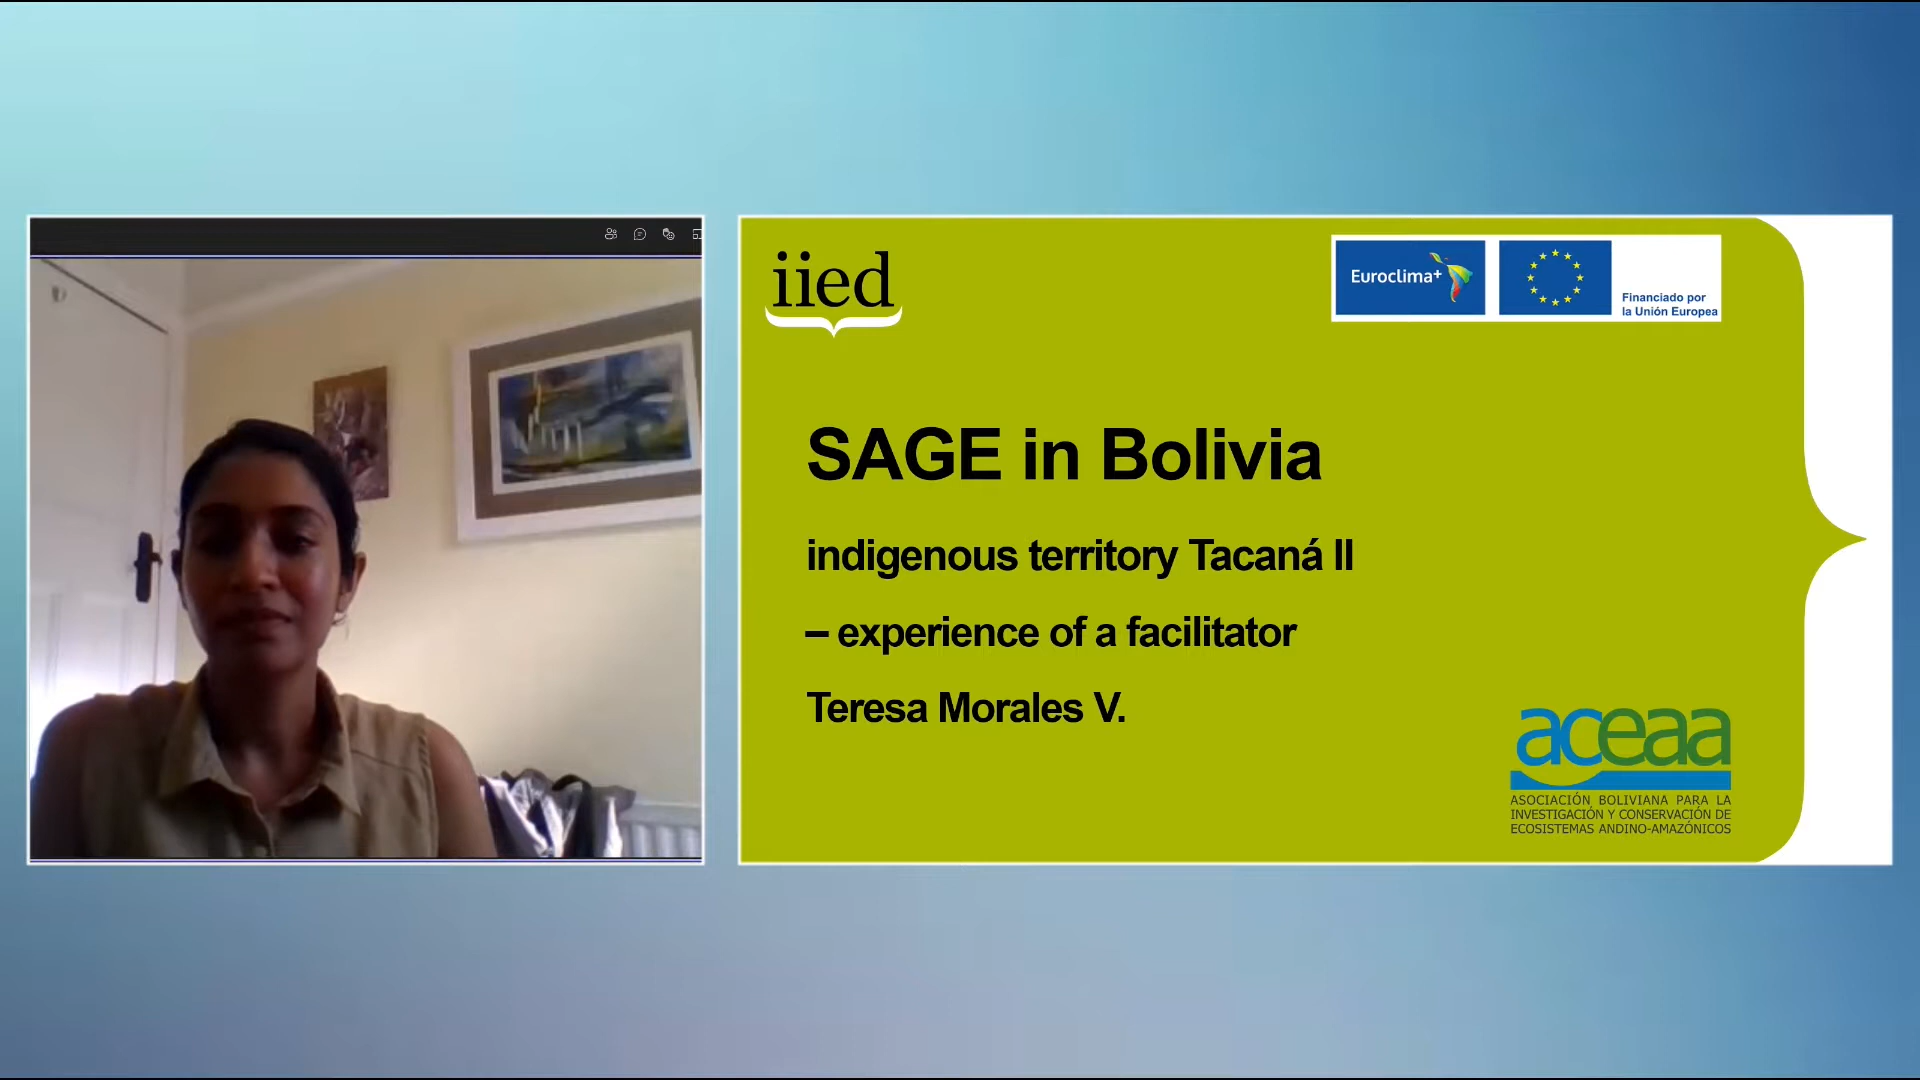 iied
Euroclima+
Financiado por
la Unión Europea
SAGE in Bolivia
indigenous territory Tacaná II
– experience of a facilitator
Teresa Morales V.
aceaa
ASOCIACIÓN BOLIVIANA PARA LA
INVESTIGACIÓN Y CONSERVACIÓN DE
ECOSISTEMAS ANDINO-AMAZÓNICOS